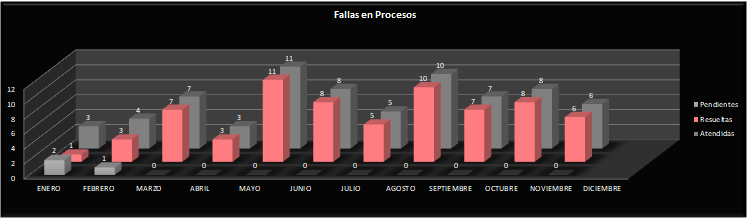 Fallas en Procesos
12
10
8
6
4
2
0
3 4 7 3 11 8 5 10 7 8 6
1 3 7 3 11 8 5 10 7 8 6
2 1 0 0 0 0 0 0 0 0 0
ENERO FEBRERO MARZO ABRIL MAYO JUNIO JULIO AGOSTO SEPTIEMBRE OCTUBRE NOVIEMBRE DICIEMBRE
Pendientes
Resueltas
Atendidas